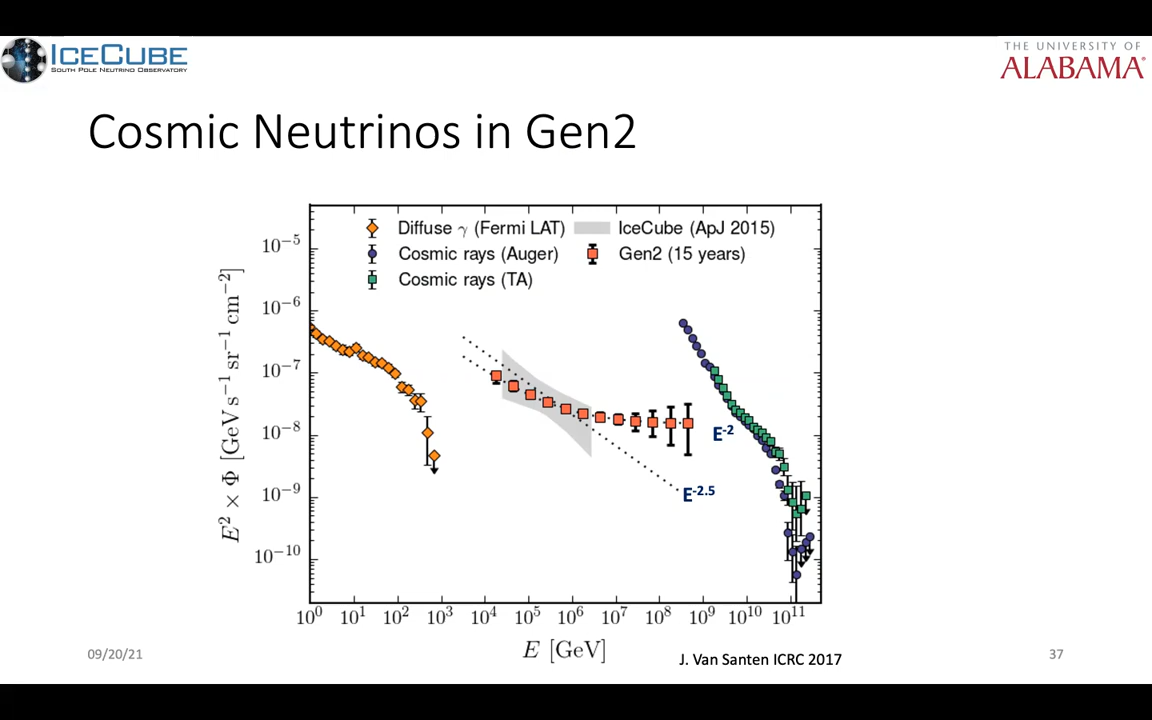 ICECUBE
SOUTH POLE NEUTRINO OBSERVATORY
THE UNIVERSITY OF
ALABAMA®
Cosmic Neutrinos in Gen2
Diffuse γ (Fermi LAT)
Cosmic rays (Auger)
Cosmic rays (TA)
IceCube (ApJ 2015)
Gen2 (15 years)
E² × Φ [GeV s⁻¹ sr⁻¹ cm⁻²]
10⁻⁵
10⁻⁶
10⁻⁷
10⁻⁸
10⁻⁹
10⁻¹⁰
E⁻²
E⁻²·⁵
10⁰ 10¹ 10² 10³ 10⁴ 10⁵ 10⁶ 10⁷ 10⁸ 10⁹ 10¹⁰ 10¹¹
E [GeV]
09/20/21
J. Van Santen ICRC 2017
37